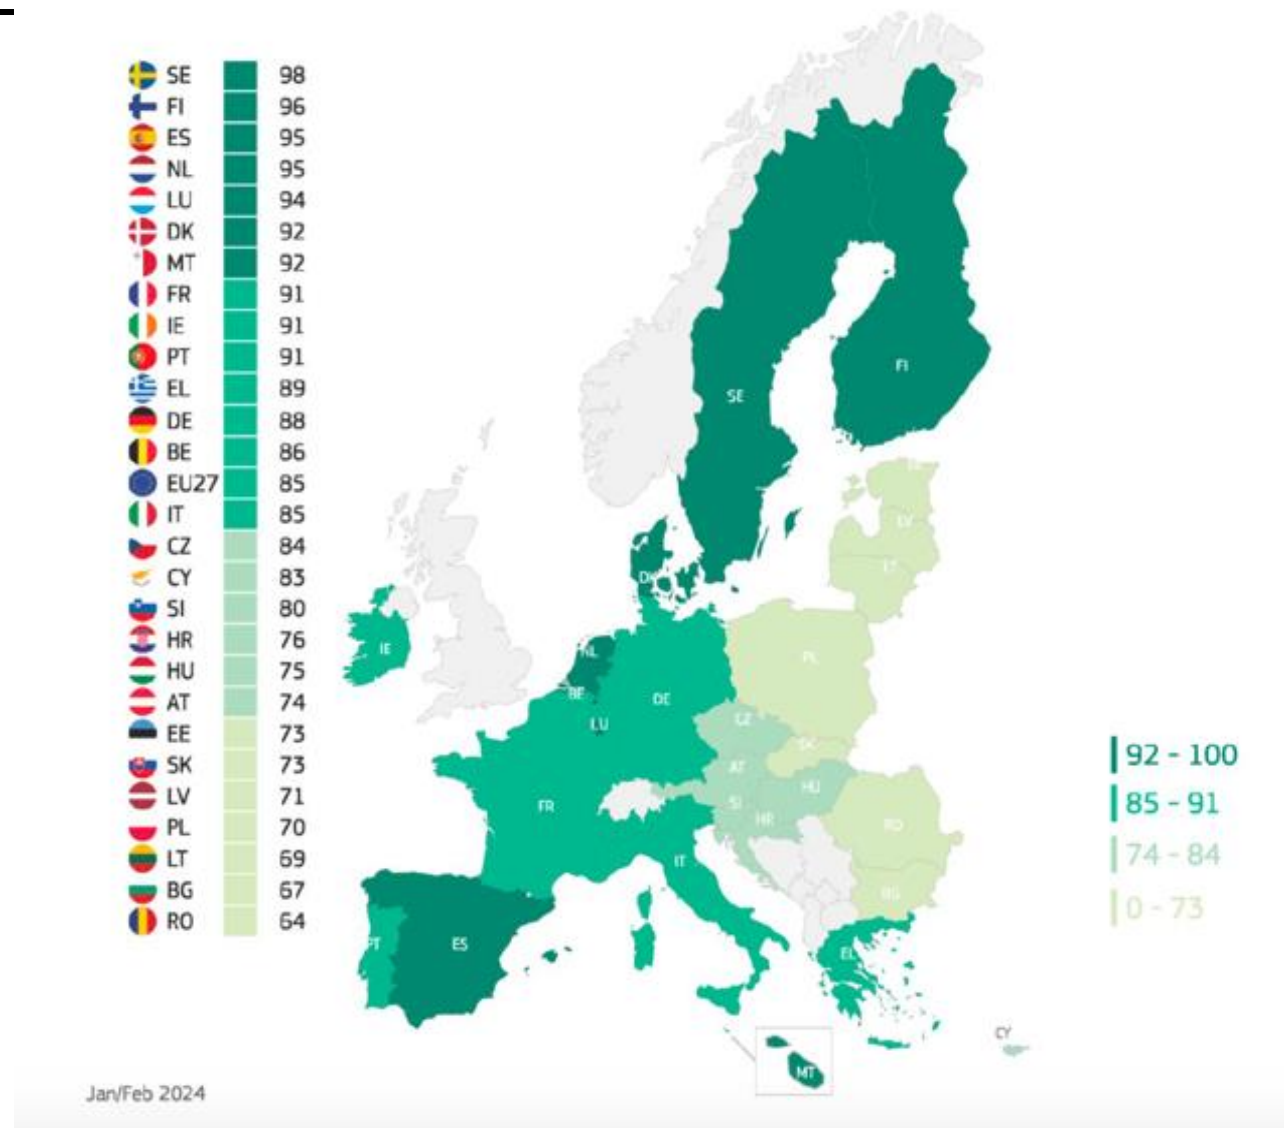 SE 98
FI 96
ES 95
NL 95
LU 94
DK 92
MT 92
FR 91
IE 91
PT 91
EL 89
DE 88
BE 86
EU27 85
IT 85
CZ 84
CY 83
SI 80
HR 76
HU 75
AT 74
EE 73
SK 73
LV 71
PL 70
LT 69
BG 67
RO 64
FI
SE
LV
LT
DK
IE
NL
PL
BE
DE
LU
CZ
SK
AT
HU
SI
HR
FR
RO
IT
BG
PT
ES
EL
CY
MT
92 - 100
85 - 91
74 - 84
0 - 73
Jan/Feb 2024